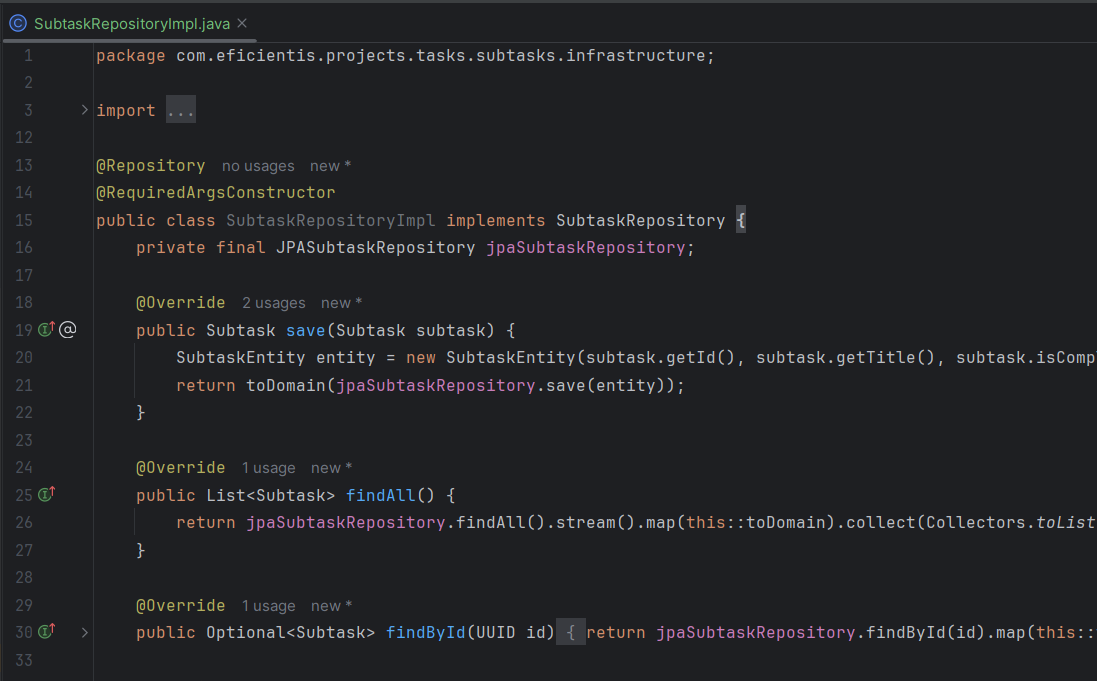 SubtaskRepositoryImpl.java
1 package com.eficientis.projects.tasks.subtasks.infrastructure;
2
3 import ...
12
13 @Repository no usages new *
14 @RequiredArgsConstructor
15 public class SubtaskRepositoryImpl implements SubtaskRepository {
16 private final JPASubtaskRepository jpaSubtaskRepository;
17
18 @Override 2 usages new *
19 public Subtask save(Subtask subtask) {
20 SubtaskEntity entity = new SubtaskEntity(subtask.getId(), subtask.getTitle(), subtask.isComp
21 return toDomain(jpaSubtaskRepository.save(entity));
22 }
23
24 @Override 1 usage new *
25 public List<Subtask> findAll() {
26 return jpaSubtaskRepository.findAll().stream().map(this::toDomain).collect(Collectors.toList
27 }
28
29 @Override 1 usage new *
30 public Optional<Subtask> findById(UUID id) { return jpaSubtaskRepository.findById(id).map(this::
33